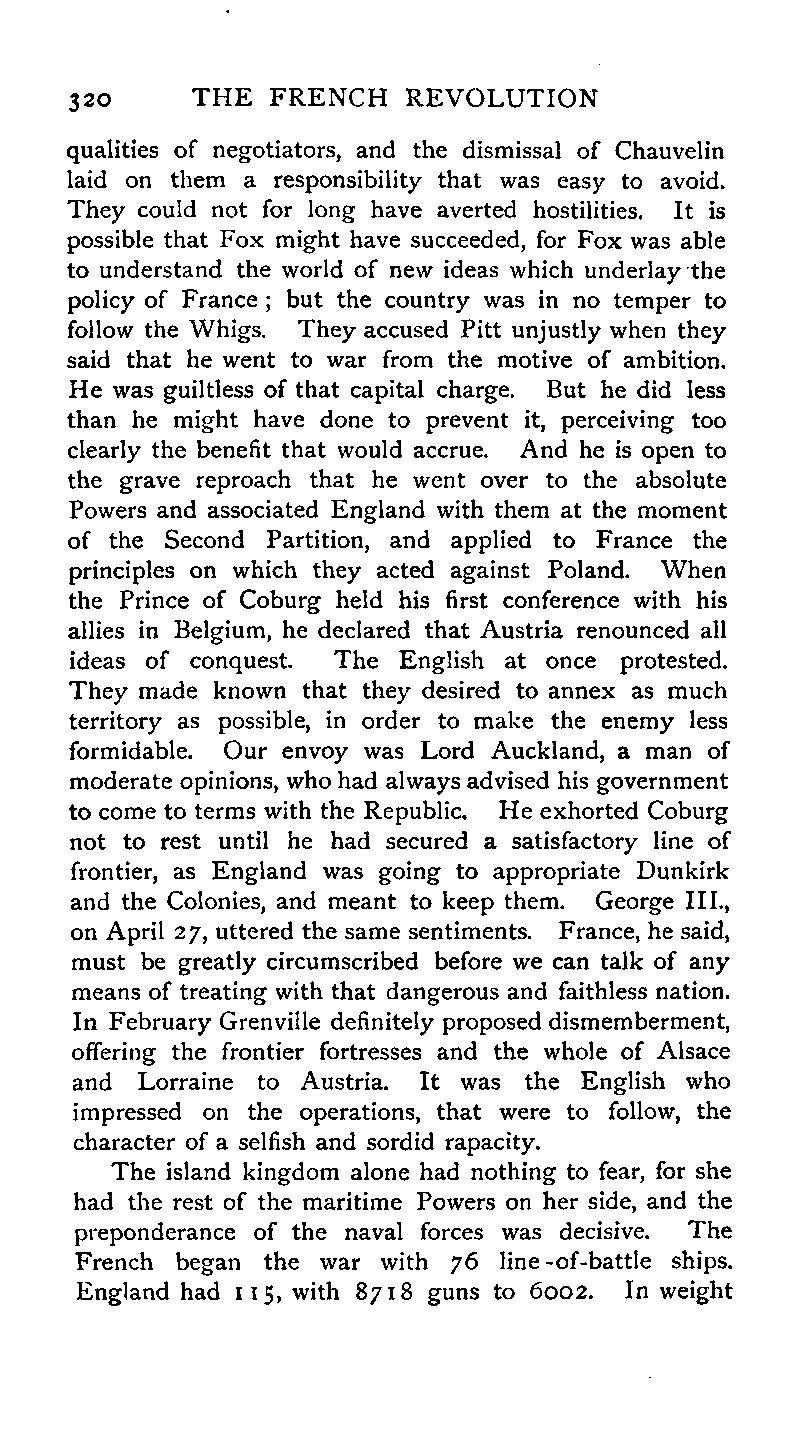 320 THE FRENCH REVOLUTION
qualities of negotiators, and the dismissal of Chauvelin
laid on them a responsibility that was easy to avoid.
They could not for long have averted hostilities. It is
possible that Fox might have succeeded, for Fox was able
to understand the world of new ideas which underlay the
policy of France ; but the country was in no temper to
follow the Whigs. They accused Pitt unjustly when they
said that he went to war from the motive of ambition.
He was guiltless of that capital charge. But he did less
than he might have done to prevent it, perceiving too
clearly the benefit that would accrue. And he is open to
the grave reproach that he went over to the absolute
Powers and associated England with them at the moment
of the Second Partition, and applied to France the
principles on which they acted against Poland. When
the Prince of Coburg held his first conference with his
allies in Belgium, he declared that Austria renounced all
ideas of conquest. The English at once protested.
They made known that they desired to annex as much
territory as possible, in order to make the enemy less
formidable. Our envoy was Lord Auckland, a man of
moderate opinions, who had always advised his government
to come to terms with the Republic. He exhorted Coburg
not to rest until he had secured a satisfactory line of
frontier, as England was going to appropriate Dunkirk
and the Colonies, and meant to keep them. George III.,
on April 27, uttered the same sentiments. France, he said,
must be greatly circumscribed before we can talk of any
means of treating with that dangerous and faithless nation.
In February Grenville definitely proposed dismemberment,
offering the frontier fortresses and the whole of Alsace
and Lorraine to Austria. It was the English who
impressed on the operations, that were to follow, the
character of a selfish and sordid rapacity.
The island kingdom alone had nothing to fear, for she
had the rest of the maritime Powers on her side, and the
preponderance of the naval forces was decisive. The
French began the war with 76 line-of-battle ships.
England had 115, with 8718 guns to 6002. In weight